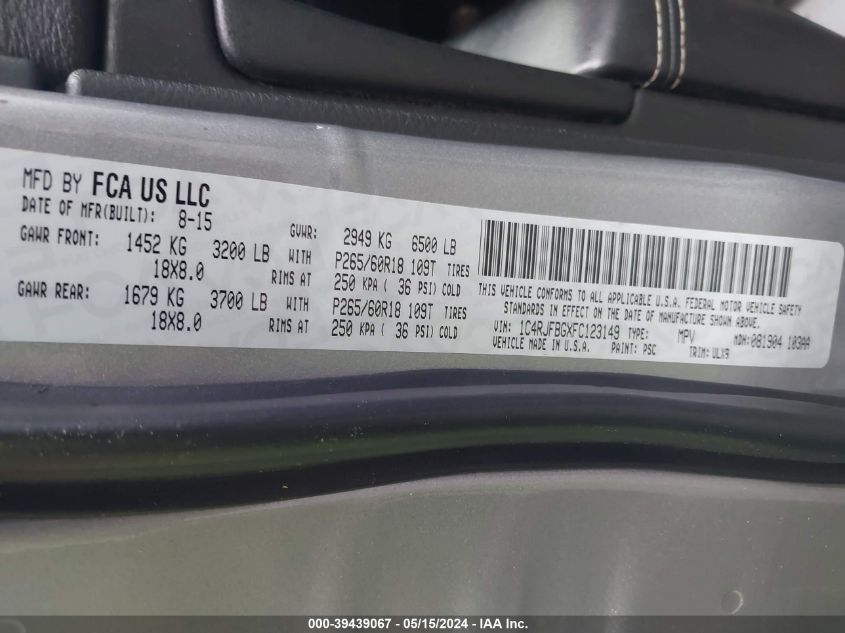 MFD BY FCA US LLC
DATE OF MFR(BUILT): 8-15 GVWR: 2949 KG 6500 LB
GAWR FRONT: 1452 KG 3200 LB WITH P265/60R18 109T TIRES
18X8.0 RIMS AT 250 KPA ( 36 PSI) COLD
GAWR REAR: 1679 KG 3700 LB WITH P265/60R18 109T TIRES
18X8.0 RIMS AT 250 KPA ( 36 PSI) COLD
THIS VEHICLE CONFORMS TO ALL APPLICABLE U.S.A. FEDERAL MOTOR VEHICLE SAFETY
STANDARDS IN EFFECT ON THE DATE OF MANUFACTURE SHOWN ABOVE.
VIN: 1C4RJFBGXFC123149 TYPE: MPV MDH: 081904 103AA
VEHICLE MADE IN U.S.A. PAINT: PSC TRIM: ULX9
000-39439067 - 05/15/2024 - IAA Inc.